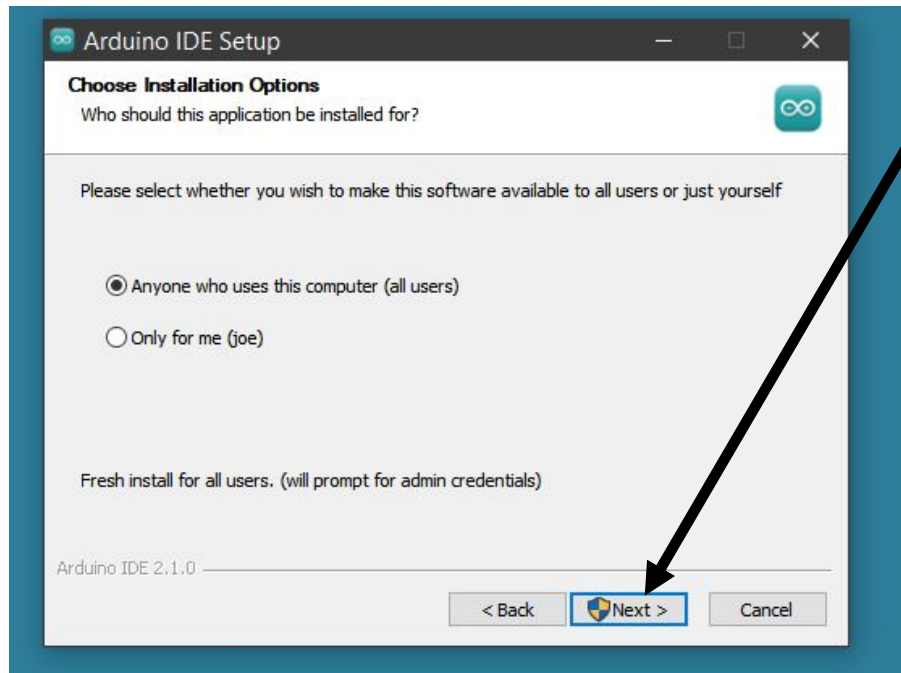 Arduino IDE Setup
Choose Installation Options
Who should this application be installed for?
Please select whether you wish to make this software available to all users or just yourself
Anyone who uses this computer (all users)
Only for me (joe)
Fresh install for all users. (will prompt for admin credentials)
Arduino IDE 2.1.0
< Back Next > Cancel